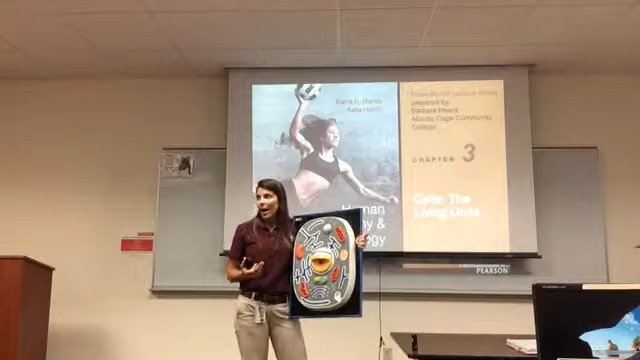 Elaine N. Marieb
Katja Hoehn
Human
& 
PowerPoint® Lecture Slides
prepared by
Barbara Heard,
Atlantic Cape Community
College
CHAPTER 3
Cells: The
Living Units
PEARSON